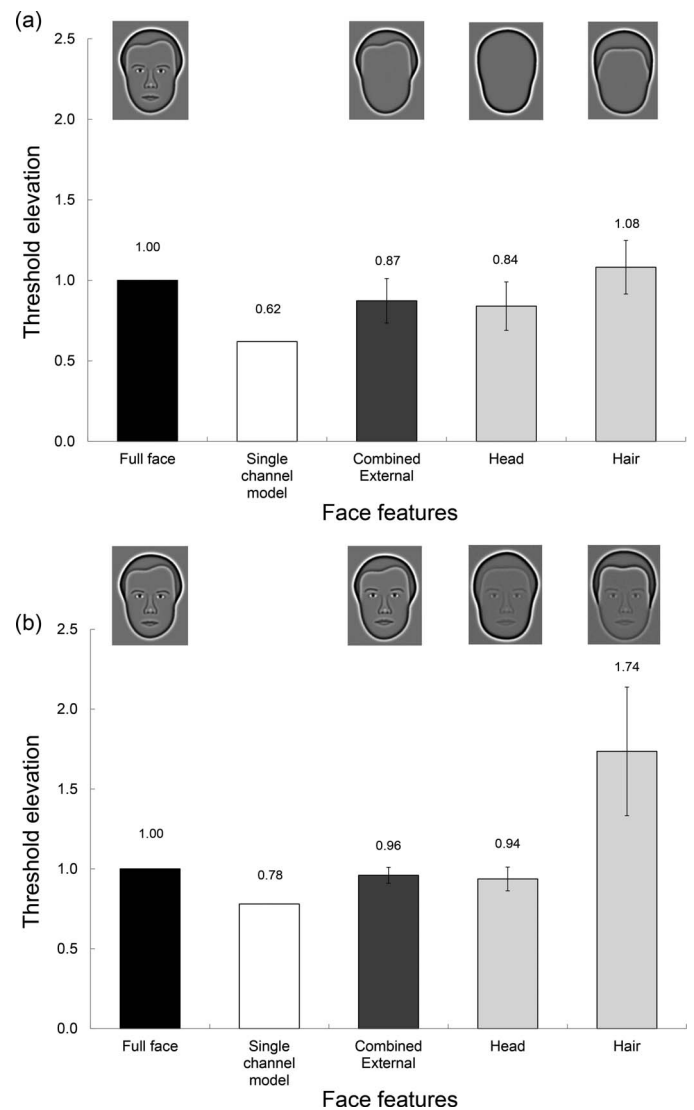 (a)
2.5
2.0
1.5
1.0
0.5
0.0
Threshold elevation
1.00
0.62
0.87
0.84
1.08
Full face
Single
channel
model
Combined
External
Head
Hair
Face features
(b)
2.5
2.0
1.5
1.0
0.5
0.0
Threshold elevation
1.00
0.78
0.96
0.94
1.74
Full face
Single
channel
model
Combined
External
Head
Hair
Face features